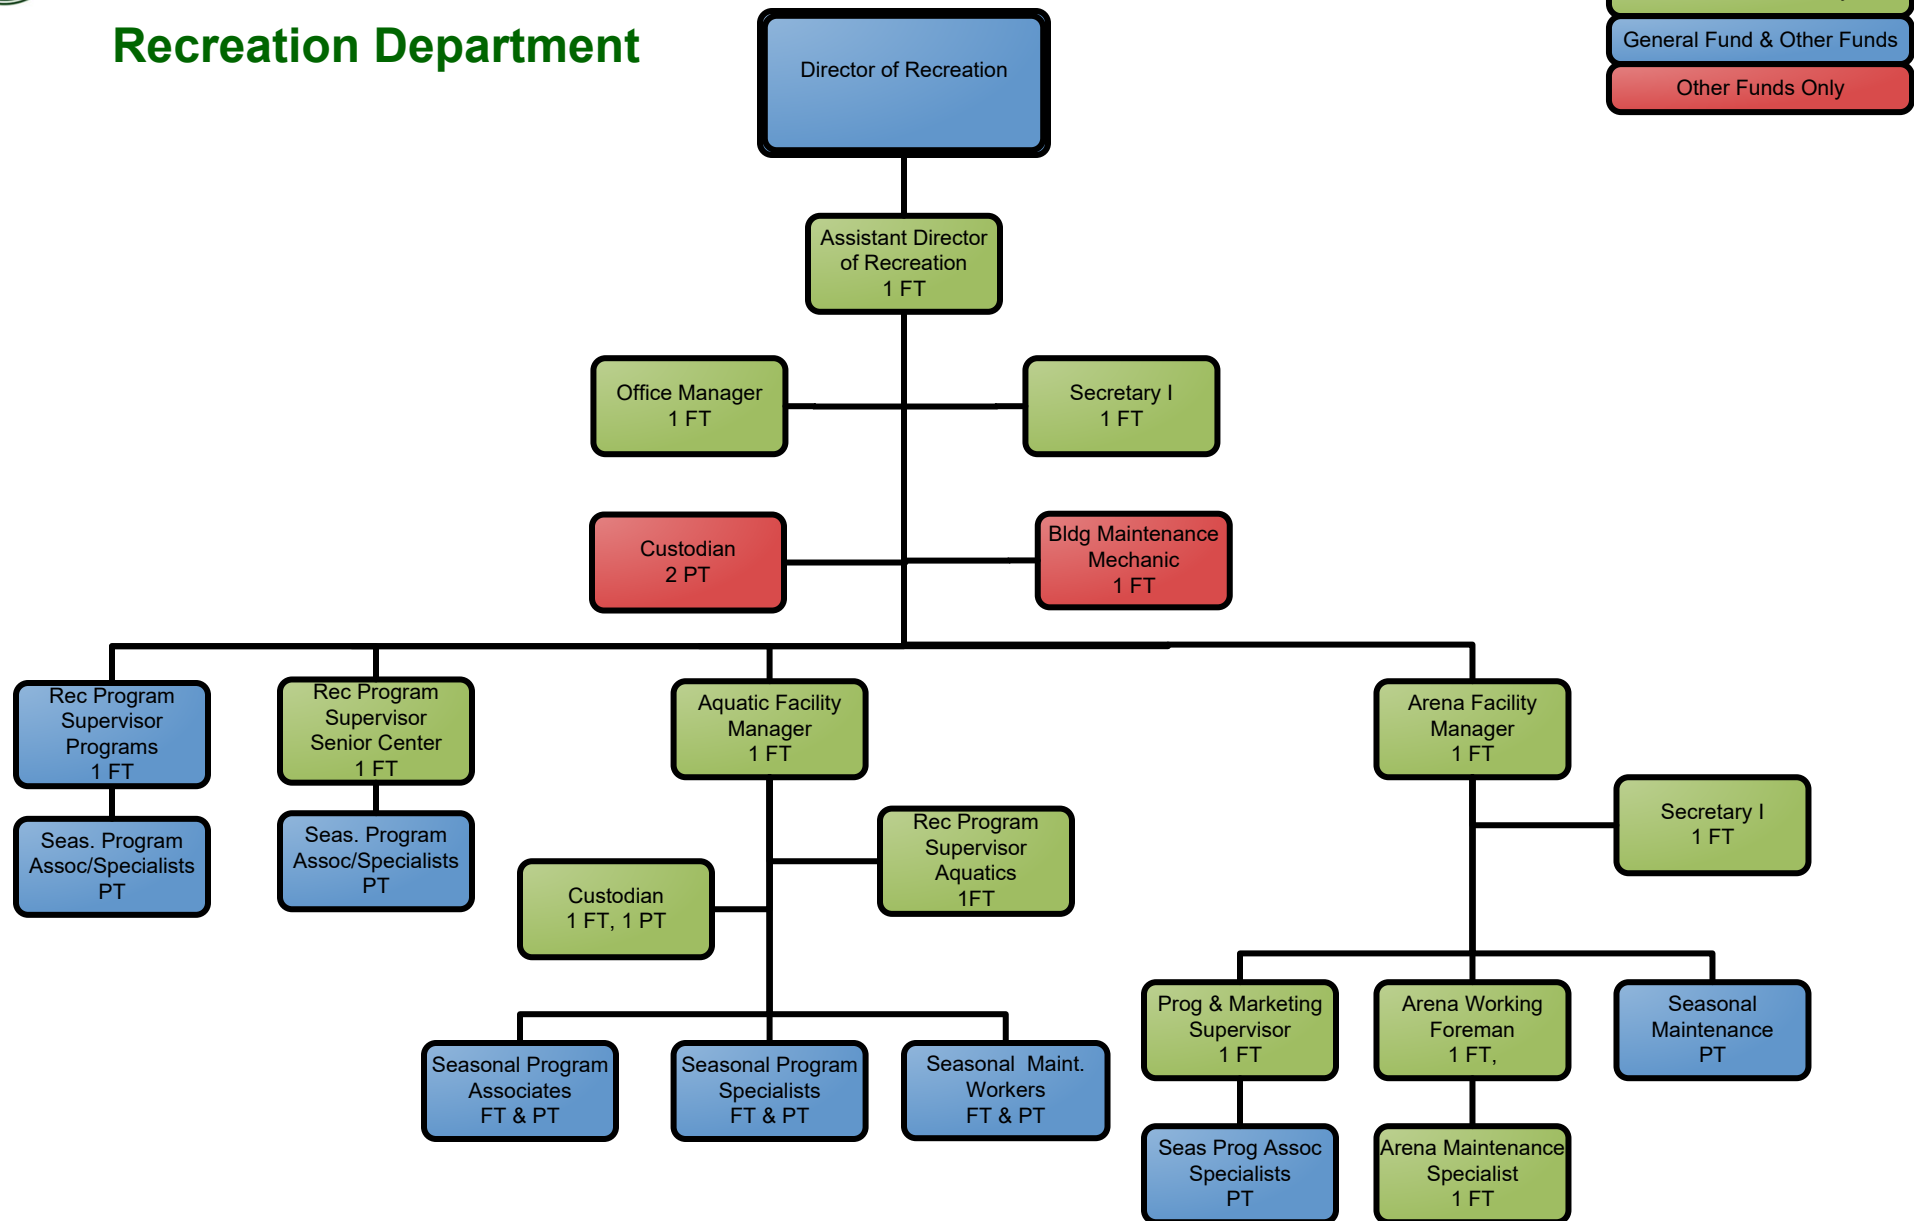 Recreation Department
General Fund & Other Funds
Other Funds Only
Director of Recreation
Assistant Director
of Recreation
1 FT
Office Manager
1 FT
Secretary I
1 FT
Custodian
2 PT
Bldg Maintenance
Mechanic
1 FT
Rec Program
Supervisor
Programs
1 FT
Rec Program
Supervisor
Senior Center
1 FT
Aquatic Facility
Manager
1 FT
Arena Facility
Manager
1 FT
Seas. Program
Assoc/Specialists
PT
Seas. Program
Assoc/Specialists
PT
Rec Program
Supervisor
Aquatics
1FT
Secretary I
1 FT
Custodian
1 FT, 1 PT
Prog & Marketing
Supervisor
1 FT
Arena Working
Foreman
1 FT,
Seasonal
Maintenance
PT
Seasonal Program
Associates
FT & PT
Seasonal Program
Specialists
FT & PT
Seasonal  Maint.
Workers
FT & PT
Seas Prog Assoc
Specialists
PT
Arena Maintenance
Specialist
1 FT